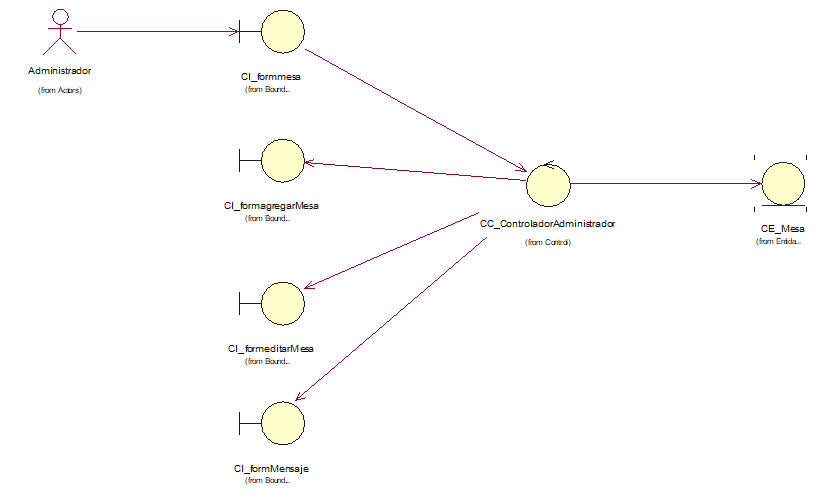 Administrador
(from Actors)
CI_formmesa
(from Bound...
CI_formagregarMesa
(from Bound...
CC_ControladorAdministrador
(from Control)
CE_Mesa
(from Entida...
CI_formeditarMesa
(from Bound...
CI_formMensaje
(from Bound...